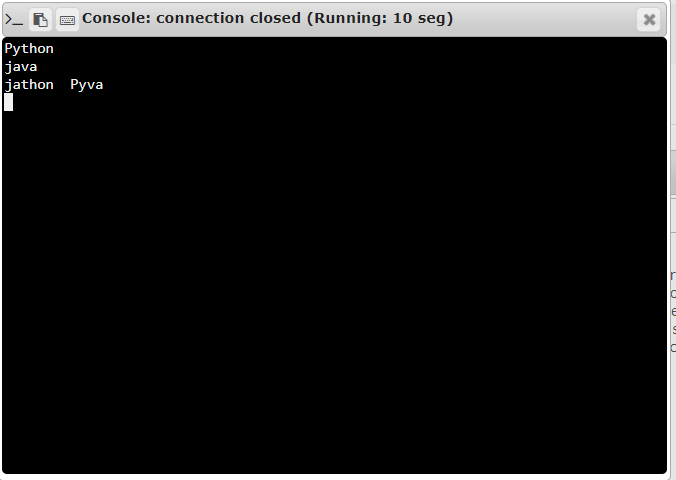 >_ Console: connection closed (Running: 10 seg)
Python
java
jathon  Pyva